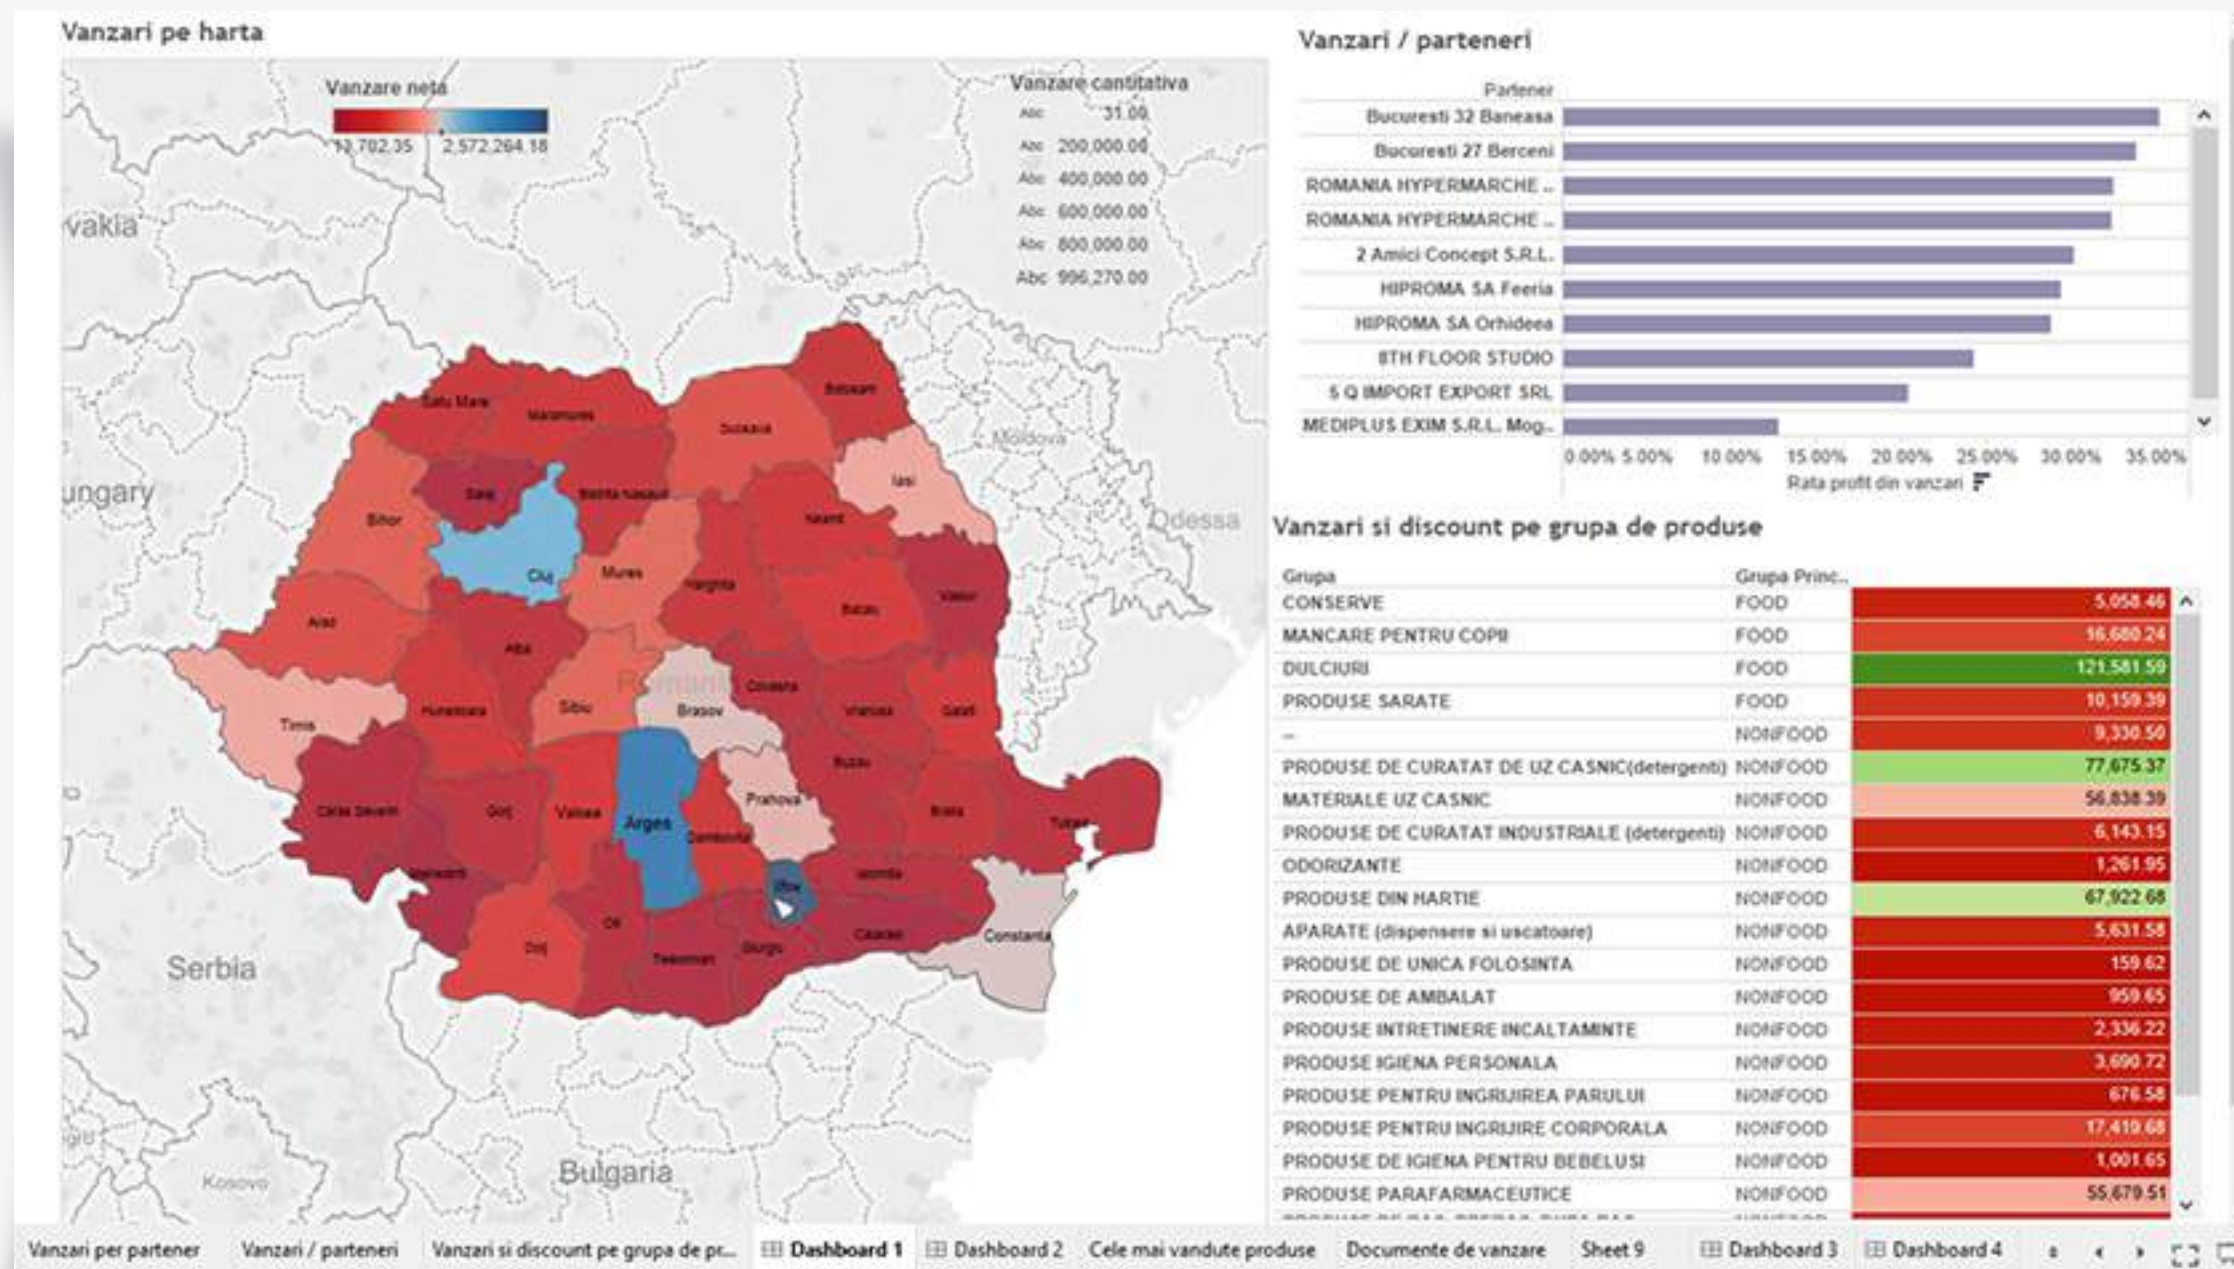 Vanzari pe harta
Vanzare neta
13,702.35 2,572,264.18
Vanzare cantitativa
Abc 31.00
Abc 200,000.00
Abc 400,000.00
Abc 600,000.00
Abc 800,000.00
Abc 996,270.00
vakia
ungary
Moldova
Odessa
Romania
Serbia
Kosovo
Bulgaria
Satu Mare
Maramures
Suceava
Botosani
Iasi
Salaj
Bistrita Nasaud
Bihor
Cluj
Mures
Neamt
Harghita
Bacau
Vaslui
Arad
Alba
Timis
Hunedoara
Sibiu
Brasov
Covasna
Vrancea
Galati
Buzau
Caras Severin
Gorj
Valcea
Arges
Dambovita
Prahova
Braila
Tulcea
Mehedinti
Ilfov
Ialomita
Dolj
Olt
Teleorman
Giurgiu
Calarasi
Constanta
Vanzari / parteneri
Partener
Bucuresti 32 Baneasa
Bucuresti 27 Berceni
ROMANIA HYPERMARCHE ..
ROMANIA HYPERMARCHE ..
2 Amici Concept S.R.L.
HIPROMA SA Feeria
HIPROMA SA Orhideea
8TH FLOOR STUDIO
5 Q IMPORT EXPORT SRL
MEDIPLUS EXIM S.R.L. Mog..
0.00% 5.00% 10.00% 15.00% 20.00% 25.00% 30.00% 35.00%
Rata profit din vanzari
Vanzari si discount pe grupa de produse
Grupa Grupa Princ..
CONSERVE FOOD 5,058.46
MANCARE PENTRU COPII FOOD 16,680.24
DULCIURI FOOD 121,581.59
PRODUSE SARATE FOOD 10,159.39
– NONFOOD 9,330.50
PRODUSE DE CURATAT DE UZ CASNIC(detergenti) NONFOOD 77,675.37
MATERIALE UZ CASNIC NONFOOD 56,838.39
PRODUSE DE CURATAT INDUSTRIALE (detergenti) NONFOOD 6,143.15
ODORIZANTE NONFOOD 1,261.95
PRODUSE DIN HARTIE NONFOOD 67,922.68
APARATE (dispensere si uscatoare) NONFOOD 5,631.58
PRODUSE DE UNICA FOLOSINTA NONFOOD 159.62
PRODUSE DE AMBALAT NONFOOD 959.65
PRODUSE INTRETINERE INCALTAMINTE NONFOOD 2,336.22
PRODUSE IGIENA PERSONALA NONFOOD 3,690.72
PRODUSE PENTRU INGRIJIREA PARULUI NONFOOD 676.58
PRODUSE PENTRU INGRIJIRE CORPORALA NONFOOD 17,419.68
PRODUSE DE IGIENA PENTRU BEBELUSI NONFOOD 1,001.65
PRODUSE PARAFARMACEUTICE NONFOOD 55,679.51
Vanzari per partener Vanzari / parteneri Vanzari si discount pe grupa de pr... Dashboard 1 Dashboard 2 Cele mai vandute produse Documente de vanzare Sheet 9 Dashboard 3 Dashboard 4